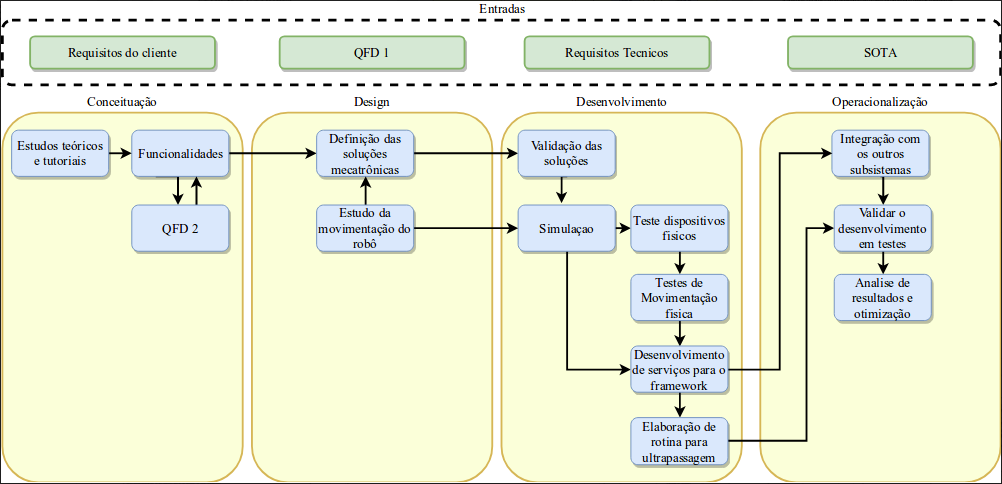 Entradas
Requisitos do cliente
QFD 1
Requisitos Tecnicos
SOTA
Conceituação
Design
Desenvolvimento
Operacionalização
Estudos teóricos
e tutoriais
Funcionalidades
QFD 2
Definição das
soluções
mecatrônicas
Estudo da
movimentação do
robô
Validação das
soluções
Simulaçao
Teste dispositivos
fisicos
Testes de
Movimentação
fisica
Desenvolvimento
de serviços para o
framework
Elaboração de
rotina para
ultrapassagem
Integração com
os outros
subsistemas
Validar o
desenvolvimento
em testes
Analise de
resultados e
otimização